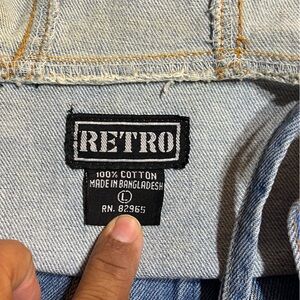 RETRO
100% COTTON
MADE IN BANGLADESH
L
RN. 82965